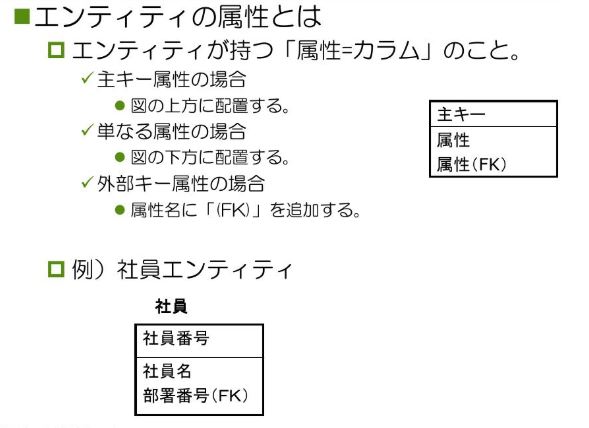 エンティティの属性とは
エンティティが持つ「属性=カラム」のこと。
主キー属性の場合
図の上方に配置する。
単なる属性の場合
図の下方に配置する。
外部キー属性の場合
属性名に「(FK)」を追加する。
主キー
属性
属性(FK)
例）社員エンティティ
社員
社員番号
社員名
部署番号(FK)